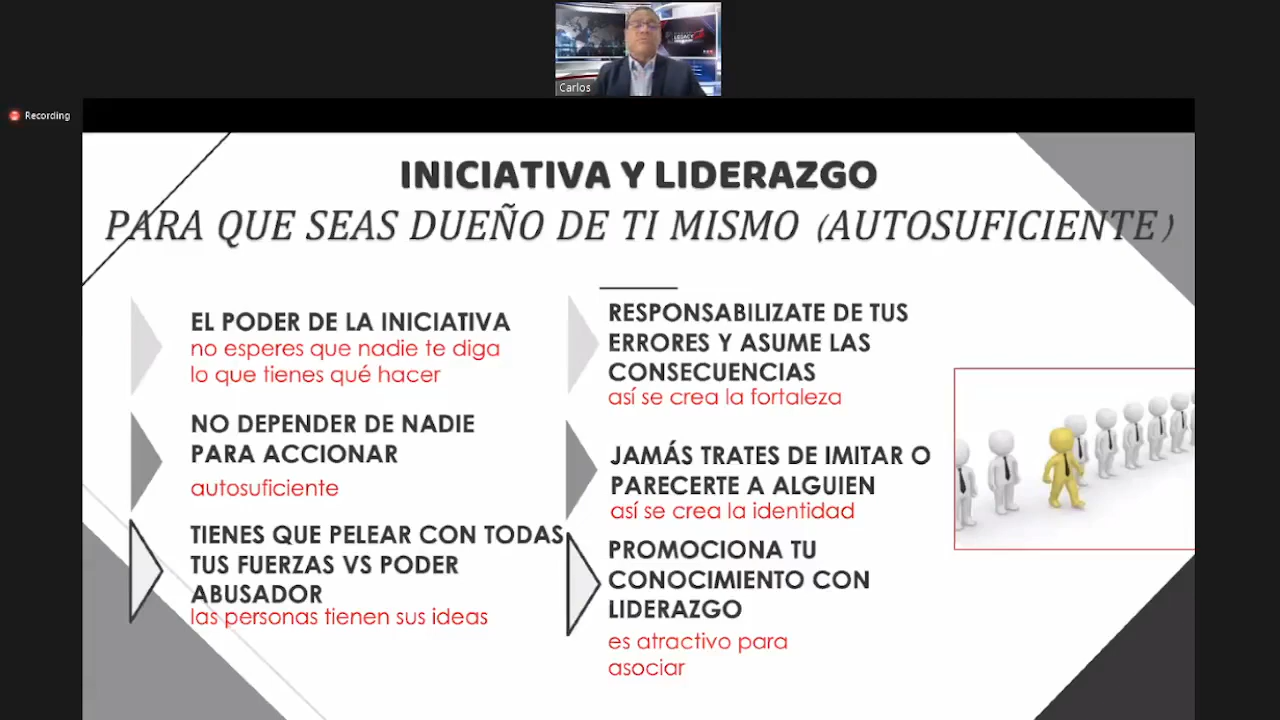 LEGACY
Carlos
Recording
INICIATIVA Y LIDERAZGO
PARA QUE SEAS DUEÑO DE TI MISMO (AUTOSUFICIENTE)
EL PODER DE LA INICIATIVA
no esperes que nadie te diga
lo que tienes qué hacer
NO DEPENDER DE NADIE
PARA ACCIONAR
autosuficiente
TIENES QUE PELEAR CON TODAS
TUS FUERZAS VS PODER
ABUSADOR
las personas tienen sus ideas
RESPONSABILIZATE DE TUS
ERRORES Y ASUME LAS
CONSECUENCIAS
así se crea la fortaleza
JAMÁS TRATES DE IMITAR O
PARECERTE A ALGUIEN
así se crea la identidad
PROMOCIONA TU
CONOCIMIENTO CON
LIDERAZGO
es atractivo para
asociar